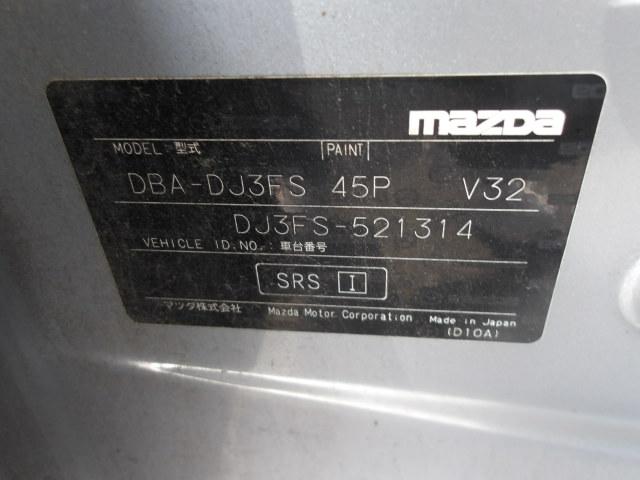 mazda
MODEL 型式 PAINT
DBA-DJ3FS 45P V32
DJ3FS-521314
VEHICLE ID.NO.:車台番号
SRS I
マツダ株式会社 Mazda Motor Corporation Made in Japan
(D10A)